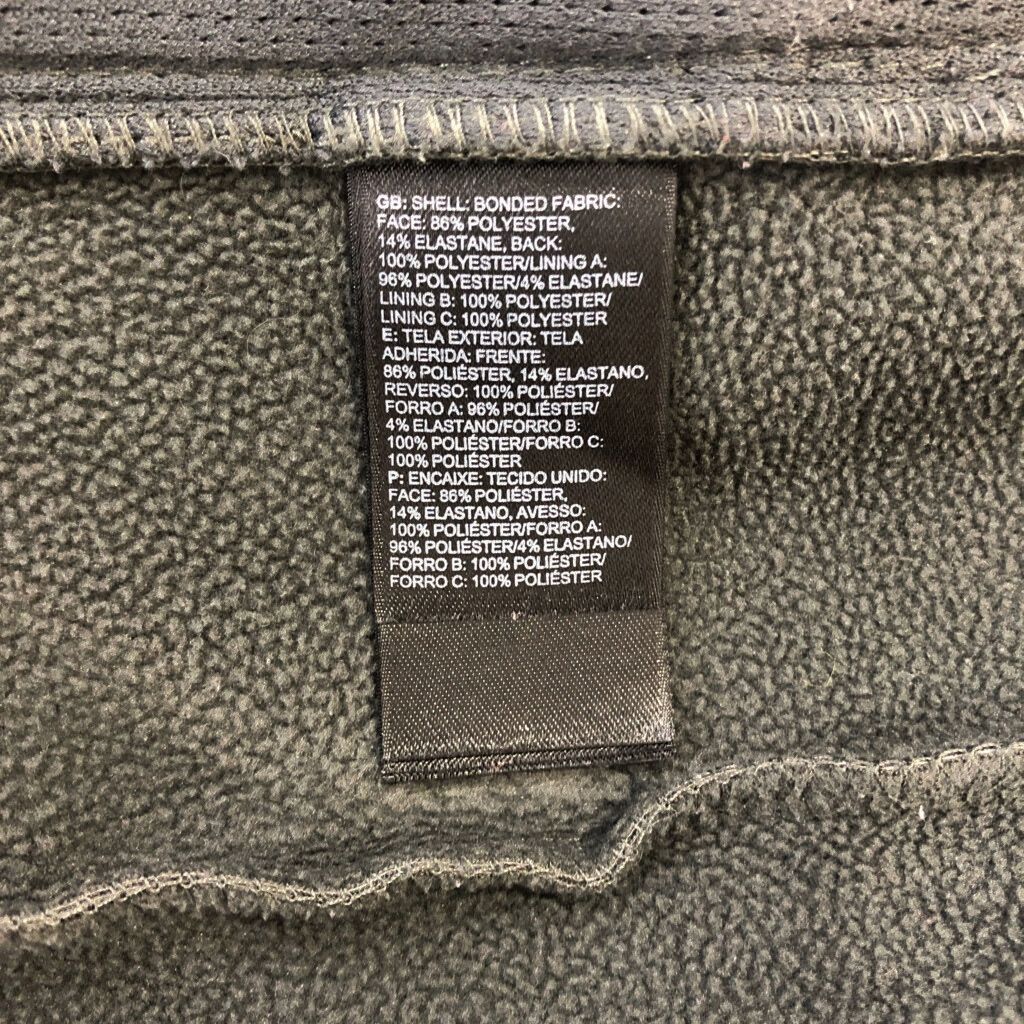 GB: SHELL: BONDED FABRIC:
FACE: 86% POLYESTER,
14% ELASTANE, BACK:
100% POLYESTER/LINING A:
96% POLYESTER/4% ELASTANE/
LINING B: 100% POLYESTER/
LINING C: 100% POLYESTER
E: TELA EXTERIOR: TELA
ADHERIDA: FRENTE:
86% POLIÉSTER, 14% ELASTANO,
REVERSO: 100% POLIÉSTER/
FORRO A: 96% POLIÉSTER/
4% ELASTANO/FORRO B:
100% POLIÉSTER/FORRO C:
100% POLIÉSTER
P: ENCAIXE: TECIDO UNIDO:
FACE: 86% POLIÉSTER,
14% ELASTANO, AVESSO:
100% POLIÉSTER/FORRO A:
96% POLIÉSTER/4% ELASTANO/
FORRO B: 100% POLIÉSTER/
FORRO C: 100% POLIÉSTER